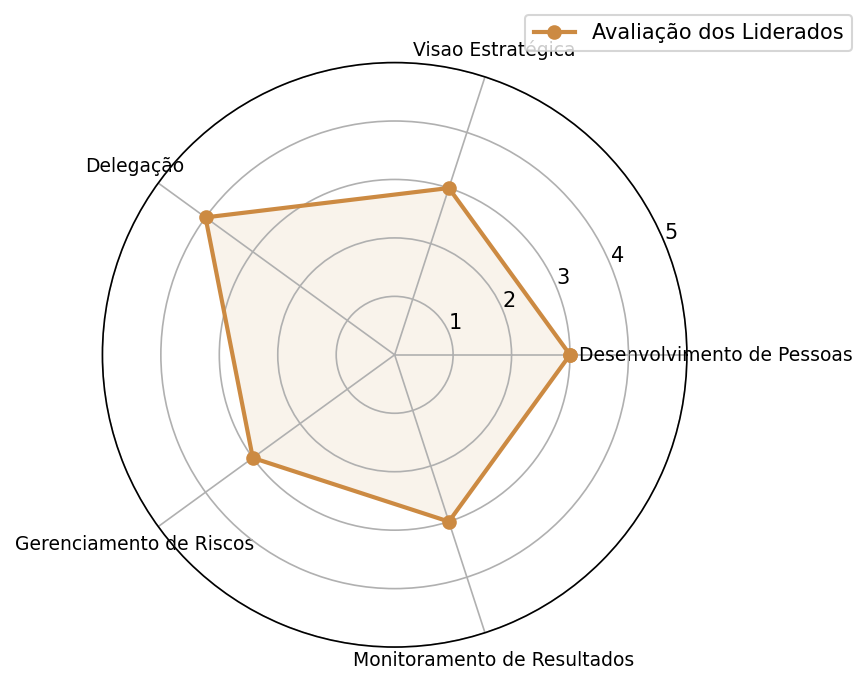 Avaliação dos Liderados
Visao Estratégica
Delegação
5
4
3
2
1
Desenvolvimento de Pessoas
Gerenciamento de Riscos
Monitoramento de Resultados